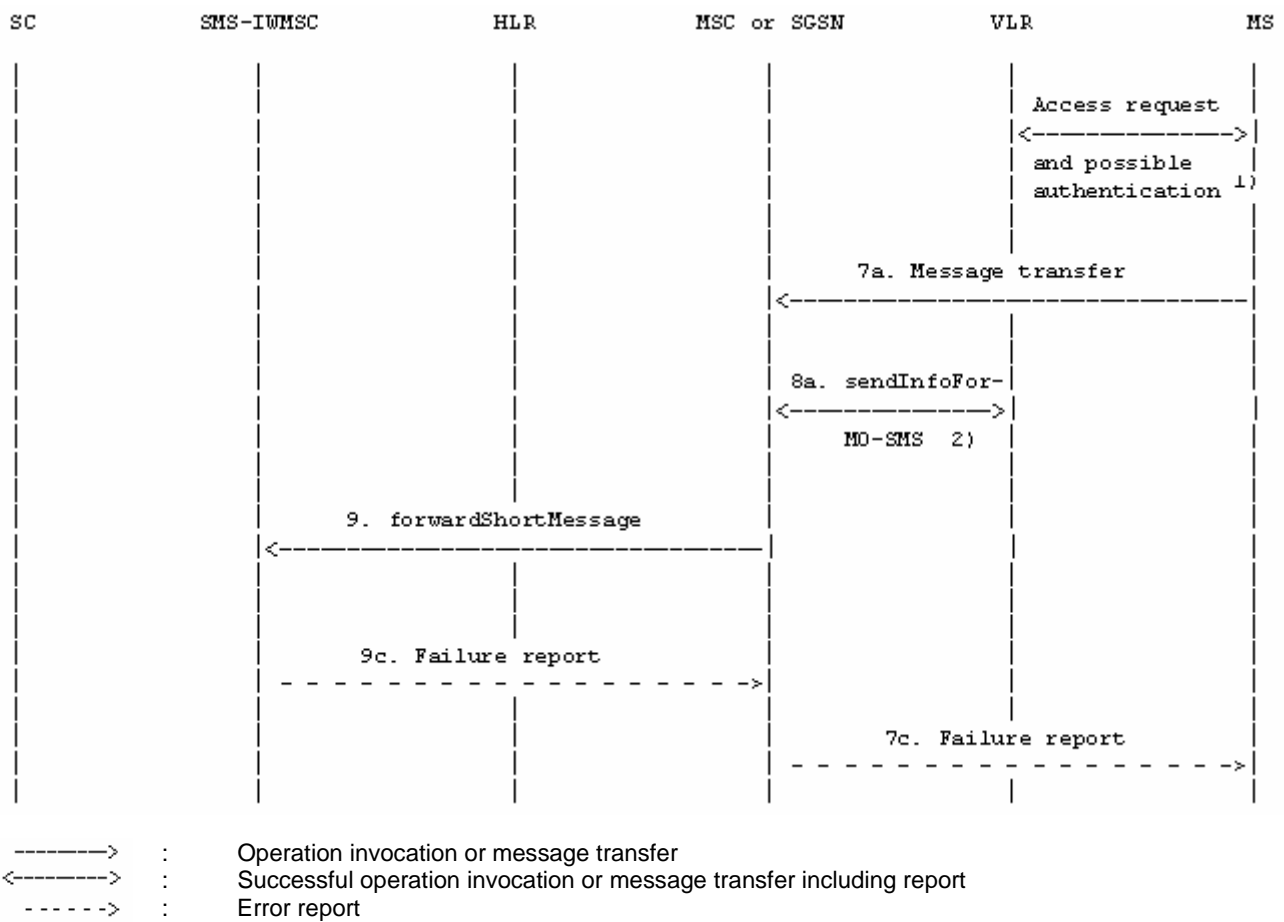 SC SMS-IWMSC HLR MSC or SGSN VLR MS
Access request
and possible
authentication 1)
7a. Message transfer
8a. sendInfoFor-
MO-SMS 2)
9. forwardShortMessage
9c. Failure report
7c. Failure report
: Operation invocation or message transfer
: Successful operation invocation or message transfer including report
: Error report